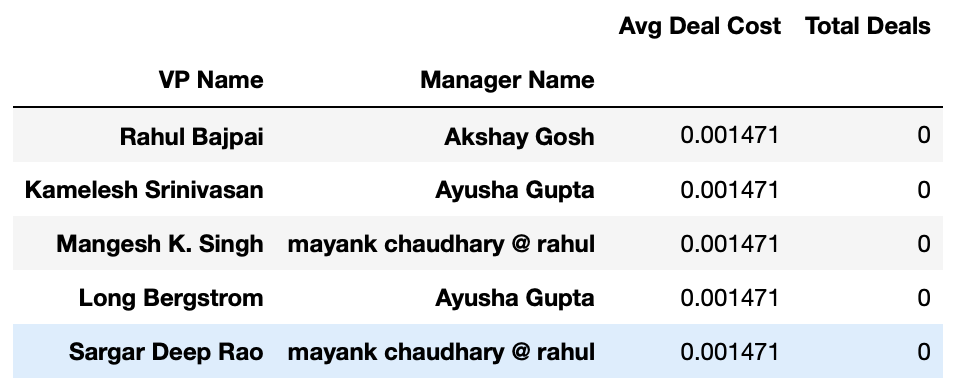 Avg Deal Cost Total Deals
VP Name Manager Name
Rahul Bajpai Akshay Gosh 0.001471 0
Kamelesh Srinivasan Ayusha Gupta 0.001471 0
Mangesh K. Singh mayank chaudhary @ rahul 0.001471 0
Long Bergstrom Ayusha Gupta 0.001471 0
Sargar Deep Rao mayank chaudhary @ rahul 0.001471 0